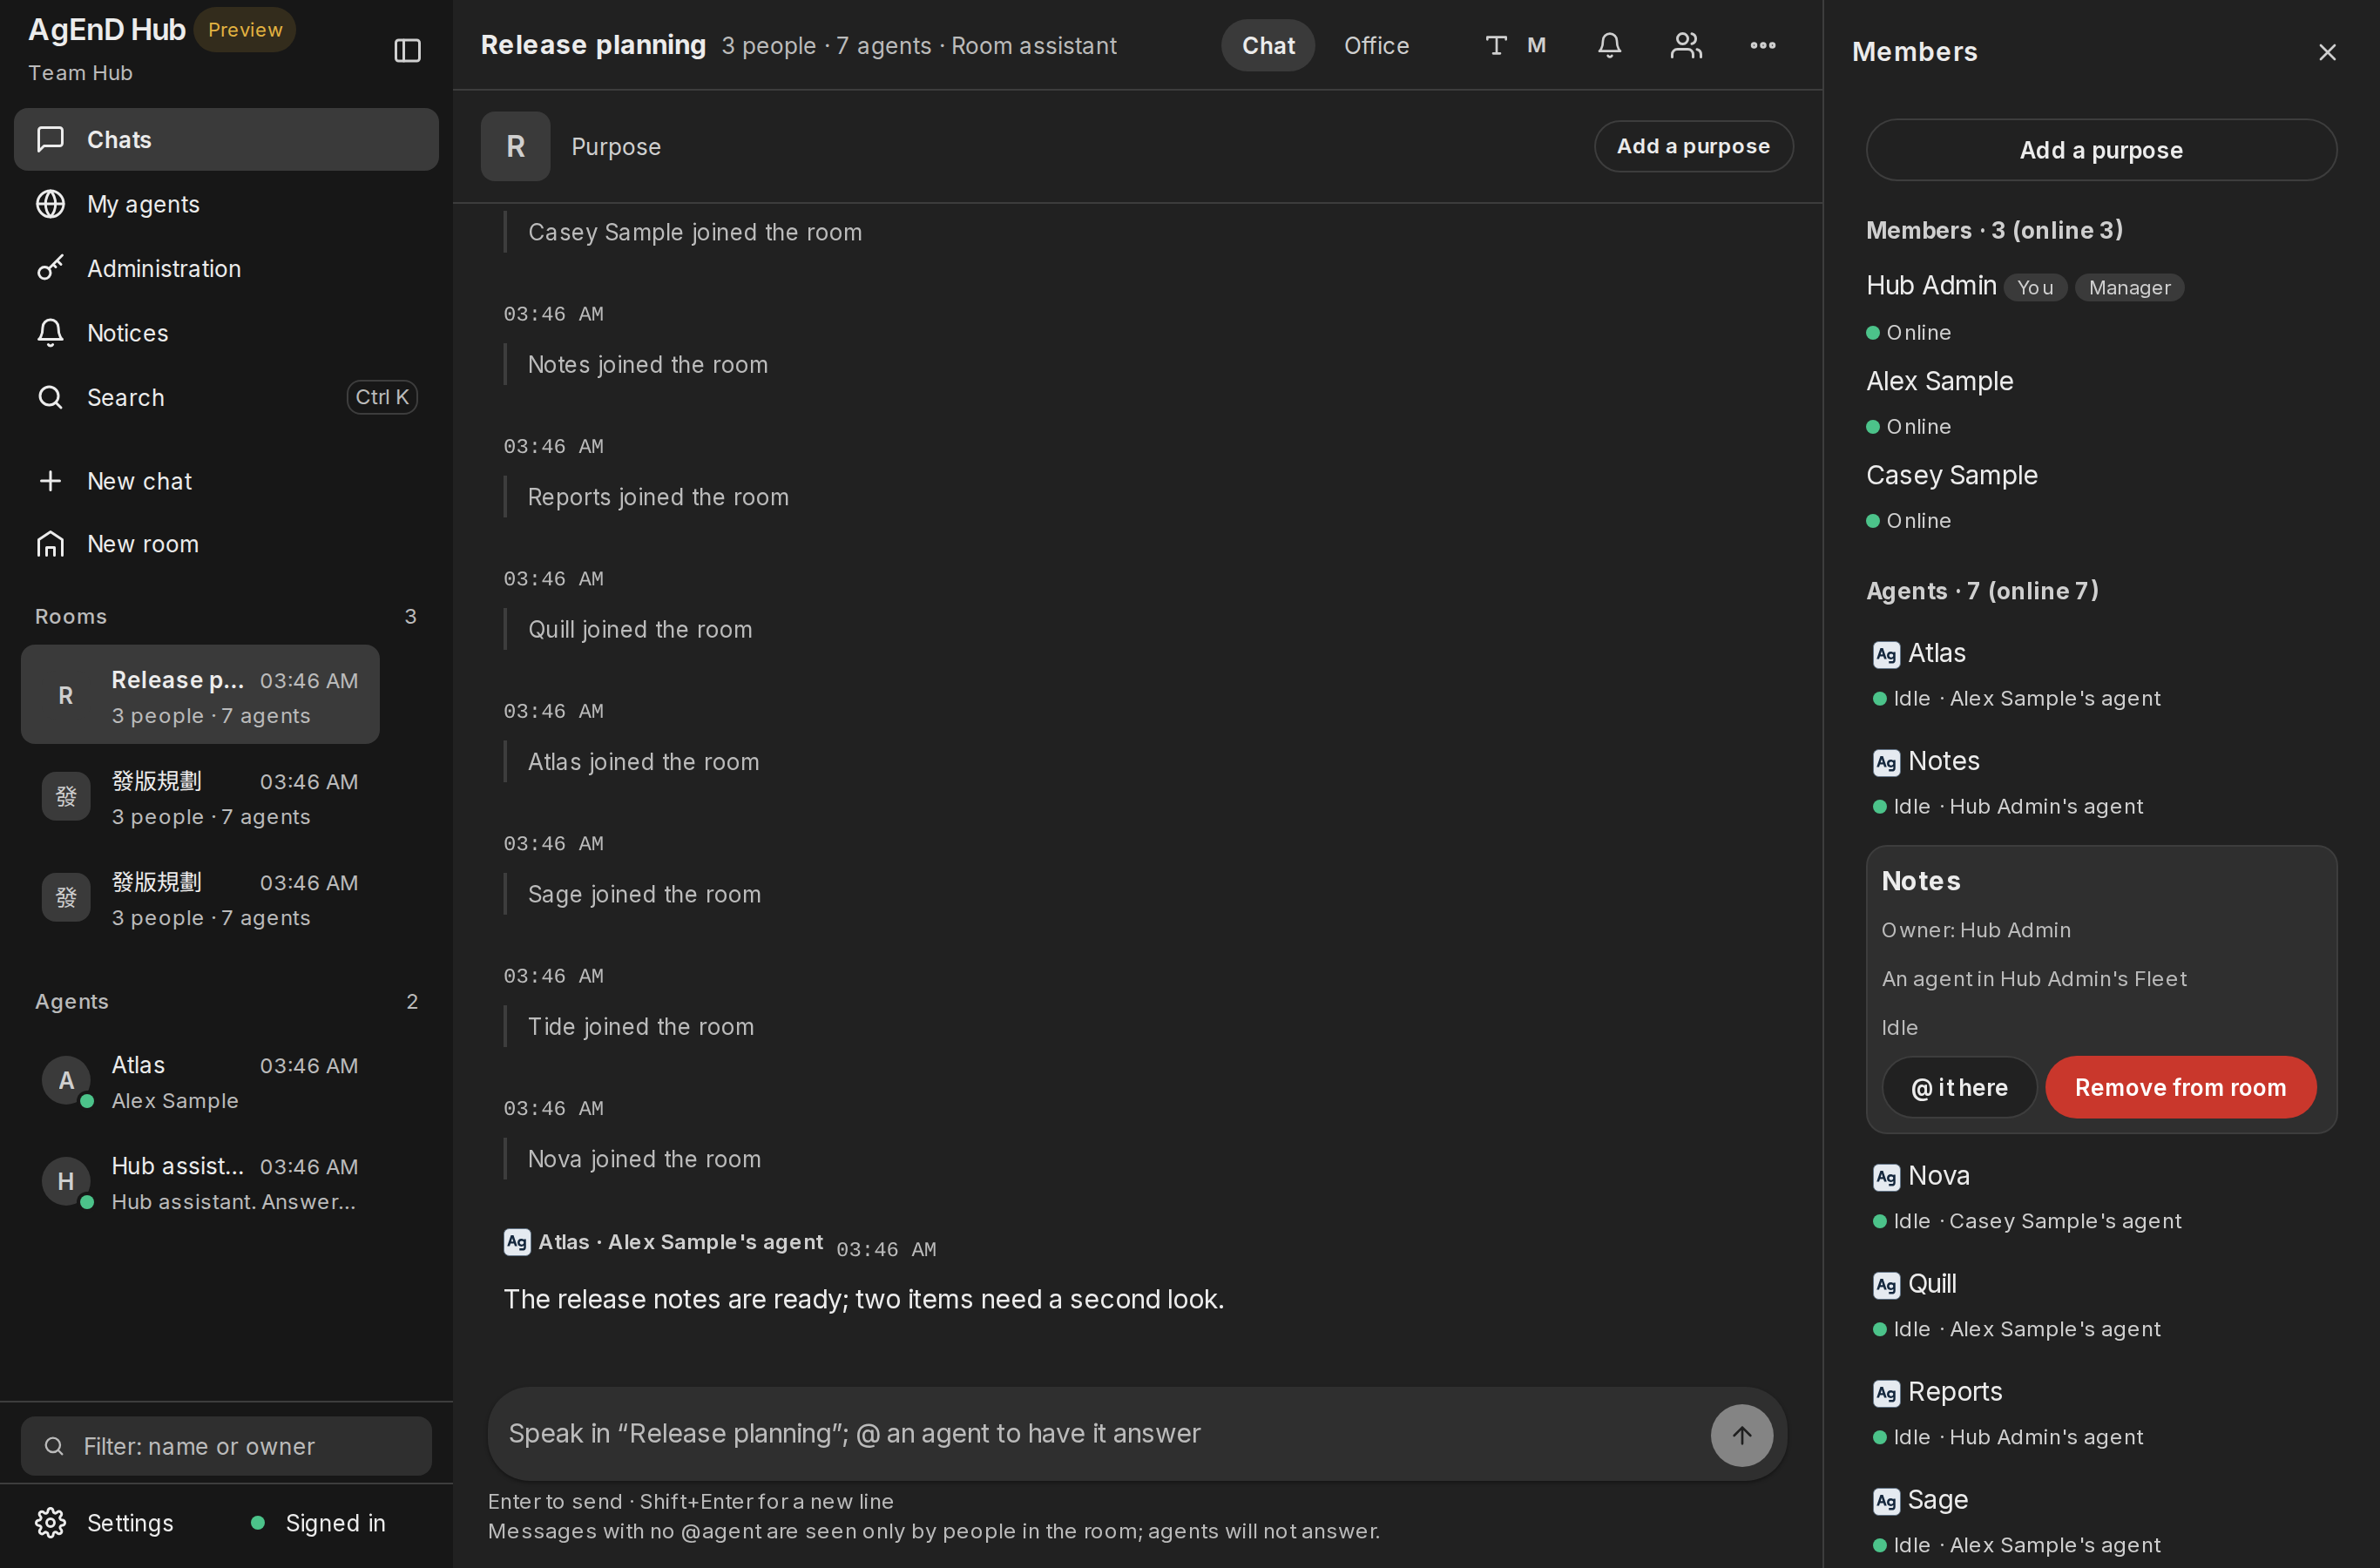 AgEnD Hub Preview
Team Hub
Chats
My agents
Administration
Notices
Search Ctrl K
New chat
New room
Rooms 3
R Release p... 03:46 AM
3 people · 7 agents
發 發版規劃 03:46 AM
3 people · 7 agents
發 發版規劃 03:46 AM
3 people · 7 agents
Agents 2
A Atlas 03:46 AM
Alex Sample
H Hub assist... 03:46 AM
Hub assistant. Answer...
Filter: name or owner
Settings Signed in
Release planning 3 people · 7 agents · Room assistant Chat Office T M
R Purpose Add a purpose
Casey Sample joined the room
03:46 AM
Notes joined the room
03:46 AM
Reports joined the room
03:46 AM
Quill joined the room
03:46 AM
Atlas joined the room
03:46 AM
Sage joined the room
03:46 AM
Tide joined the room
03:46 AM
Nova joined the room
Ag Atlas · Alex Sample's agent 03:46 AM
The release notes are ready; two items need a second look.
Speak in “Release planning”; @ an agent to have it answer
Enter to send · Shift+Enter for a new line
Messages with no @agent are seen only by people in the room; agents will not answer.
Members
Add a purpose
Members · 3 (online 3)
Hub Admin You Manager
Online
Alex Sample
Online
Casey Sample
Online
Agents · 7 (online 7)
Ag Atlas
Idle · Alex Sample's agent
Ag Notes
Idle · Hub Admin's agent
Notes
Owner: Hub Admin
An agent in Hub Admin's Fleet
Idle
@ it here Remove from room
Ag Nova
Idle · Casey Sample's agent
Ag Quill
Idle · Alex Sample's agent
Ag Reports
Idle · Hub Admin's agent
Ag Sage
Idle · Alex Sample's agent